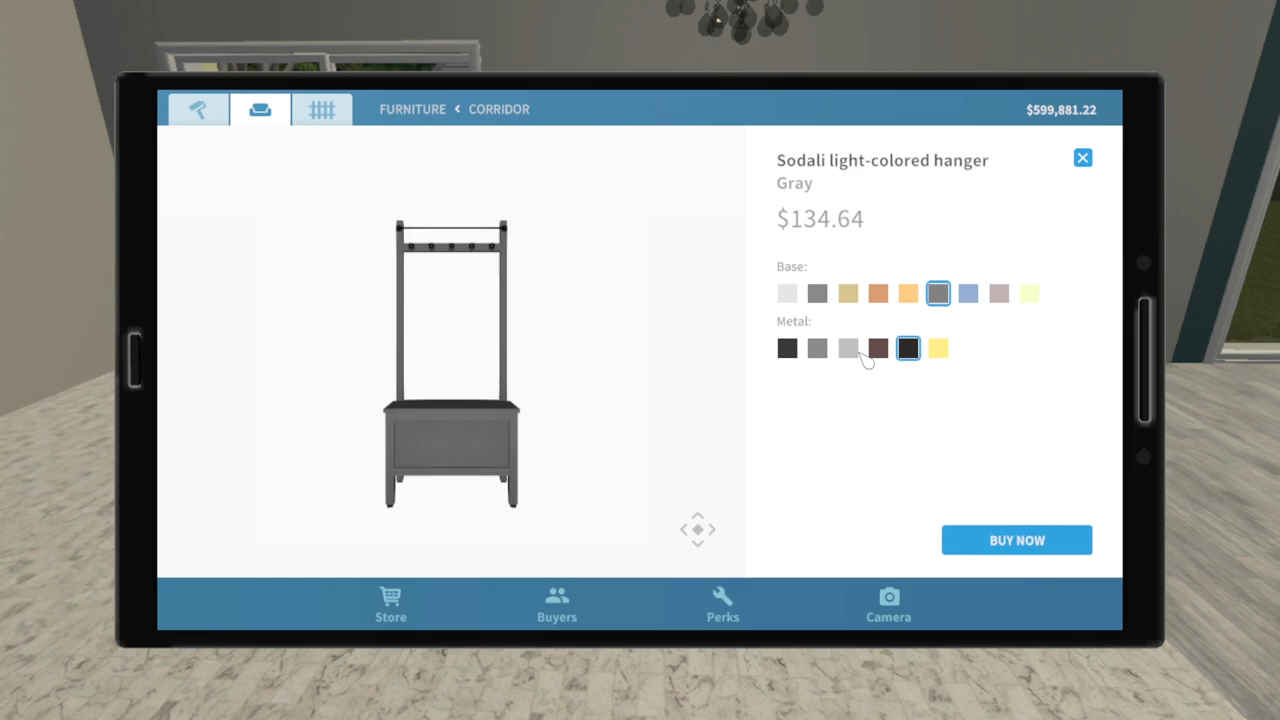 FURNITURE < CORRIDOR
$599,881.22
Sodali light-colored hanger
Gray
$134.64
Base:
Metal:
BUY NOW
Store
Buyers
Perks
Camera